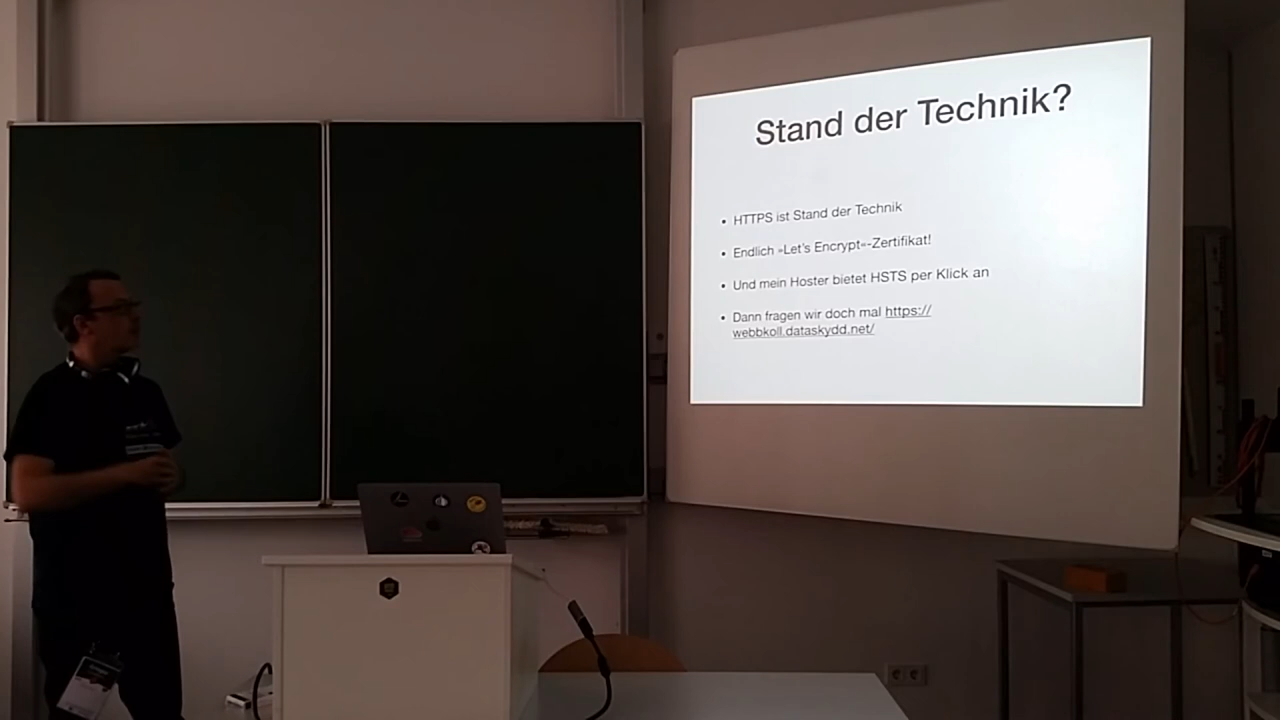 Stand der Technik?
• HTTPS ist Stand der Technik
• Endlich »Let's Encrypt«-Zertifikat!
• Und mein Hoster bietet HSTS per Klick an
• Dann fragen wir doch mal https://
webbkoll.dataskydd.net/